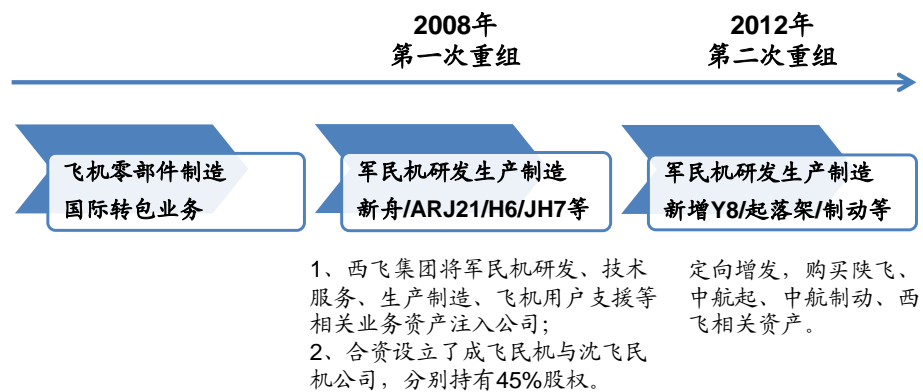 2008年
第一次重组
2012年
第二次重组
飞机零部件制造
国际转包业务
军民机研发生产制造
新舟/ARJ21/H6/JH7等
军民机研发生产制造
新增Y8/起落架/制动等
1、西飞集团将军民机研发、技术
服务、生产制造、飞机用户支援等
相关业务资产注入公司；
2、合资设立了成飞民机与沈飞民
机公司，分别持有45%股权。
定向增发，购买陕飞、
中航起、中航制动、西
飞相关资产。